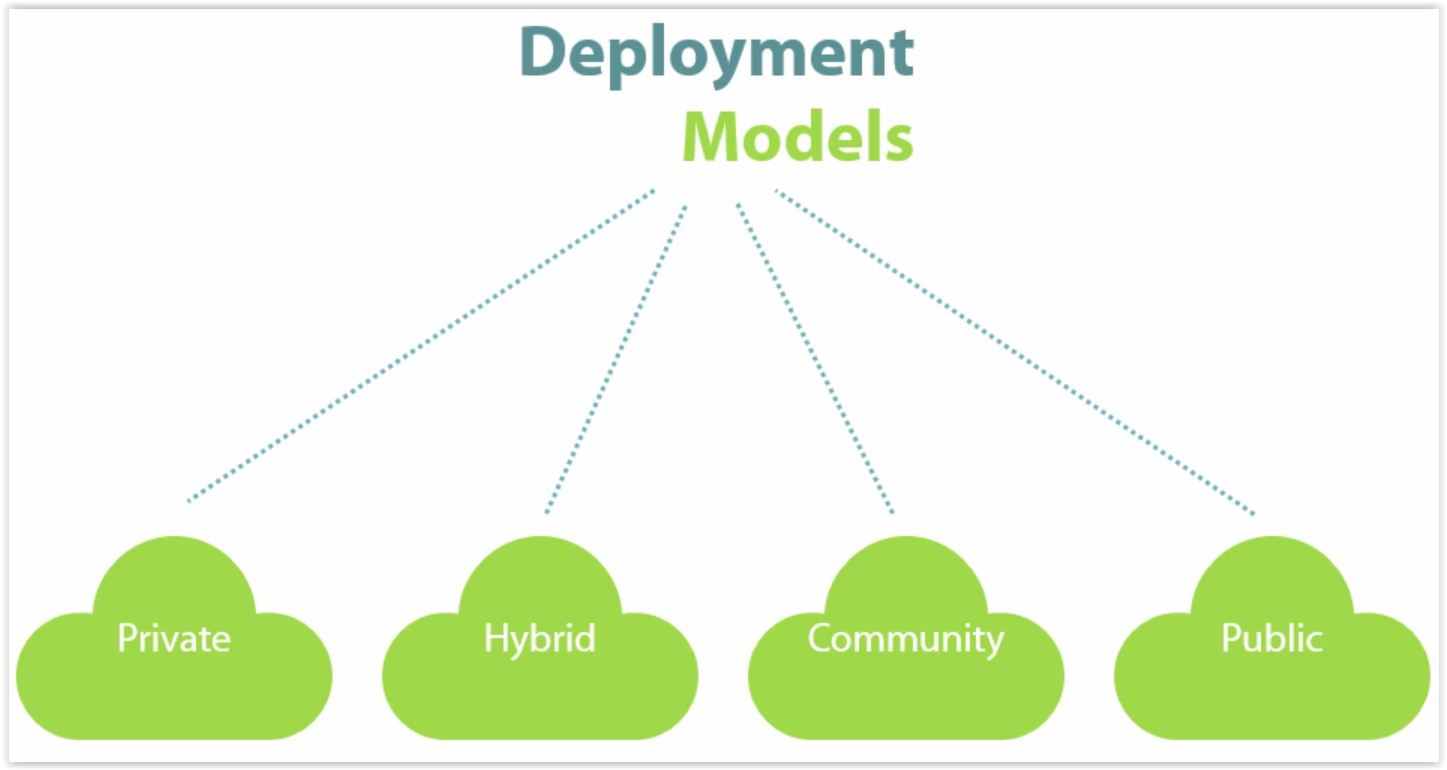 Deployment
Models
Private
Hybrid
Community
Public